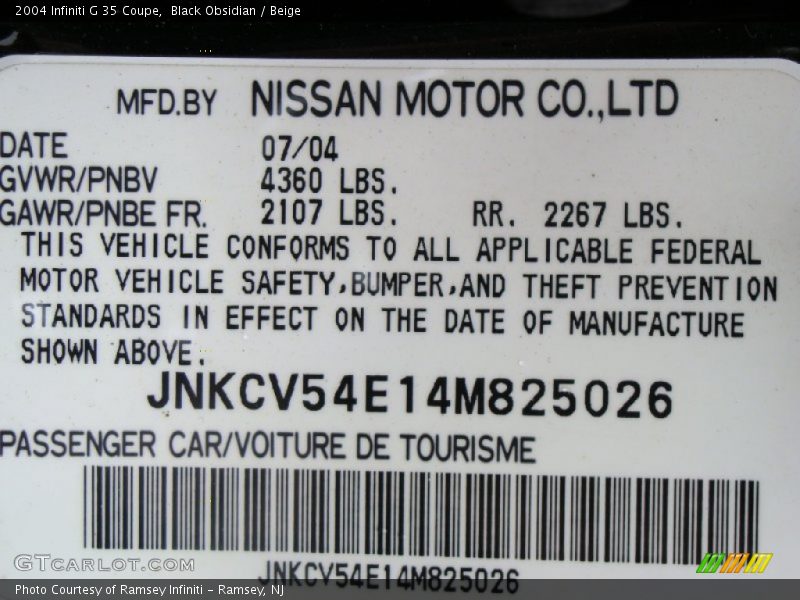 2004 Infiniti G 35 Coupe,  Black Obsidian / Beige
MFD.BY NISSAN MOTOR CO.,LTD
DATE 07/04
GVWR/PNBV 4360 LBS.
GAWR/PNBE FR. 2107 LBS. RR. 2267 LBS.
THIS VEHICLE CONFORMS TO ALL APPLICABLE FEDERAL
MOTOR VEHICLE SAFETY,BUMPER,AND THEFT PREVENTION
STANDARDS IN EFFECT ON THE DATE OF MANUFACTURE
SHOWN ABOVE.
JNKCV54E14M825026
PASSENGER CAR/VOITURE DE TOURISME
JNKCV54E14M825026
GTCARLOT.COM
Photo Courtesy of Ramsey Infiniti - Ramsey, NJ